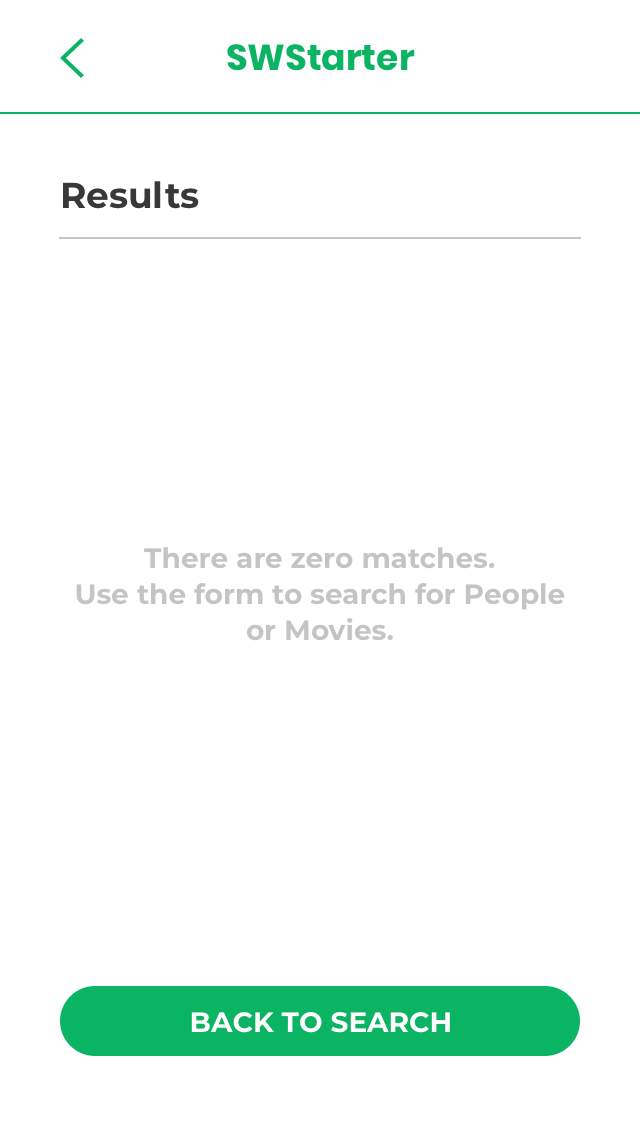 SWStarter
Results
There are zero matches.
Use the form to search for People
or Movies.
BACK TO SEARCH